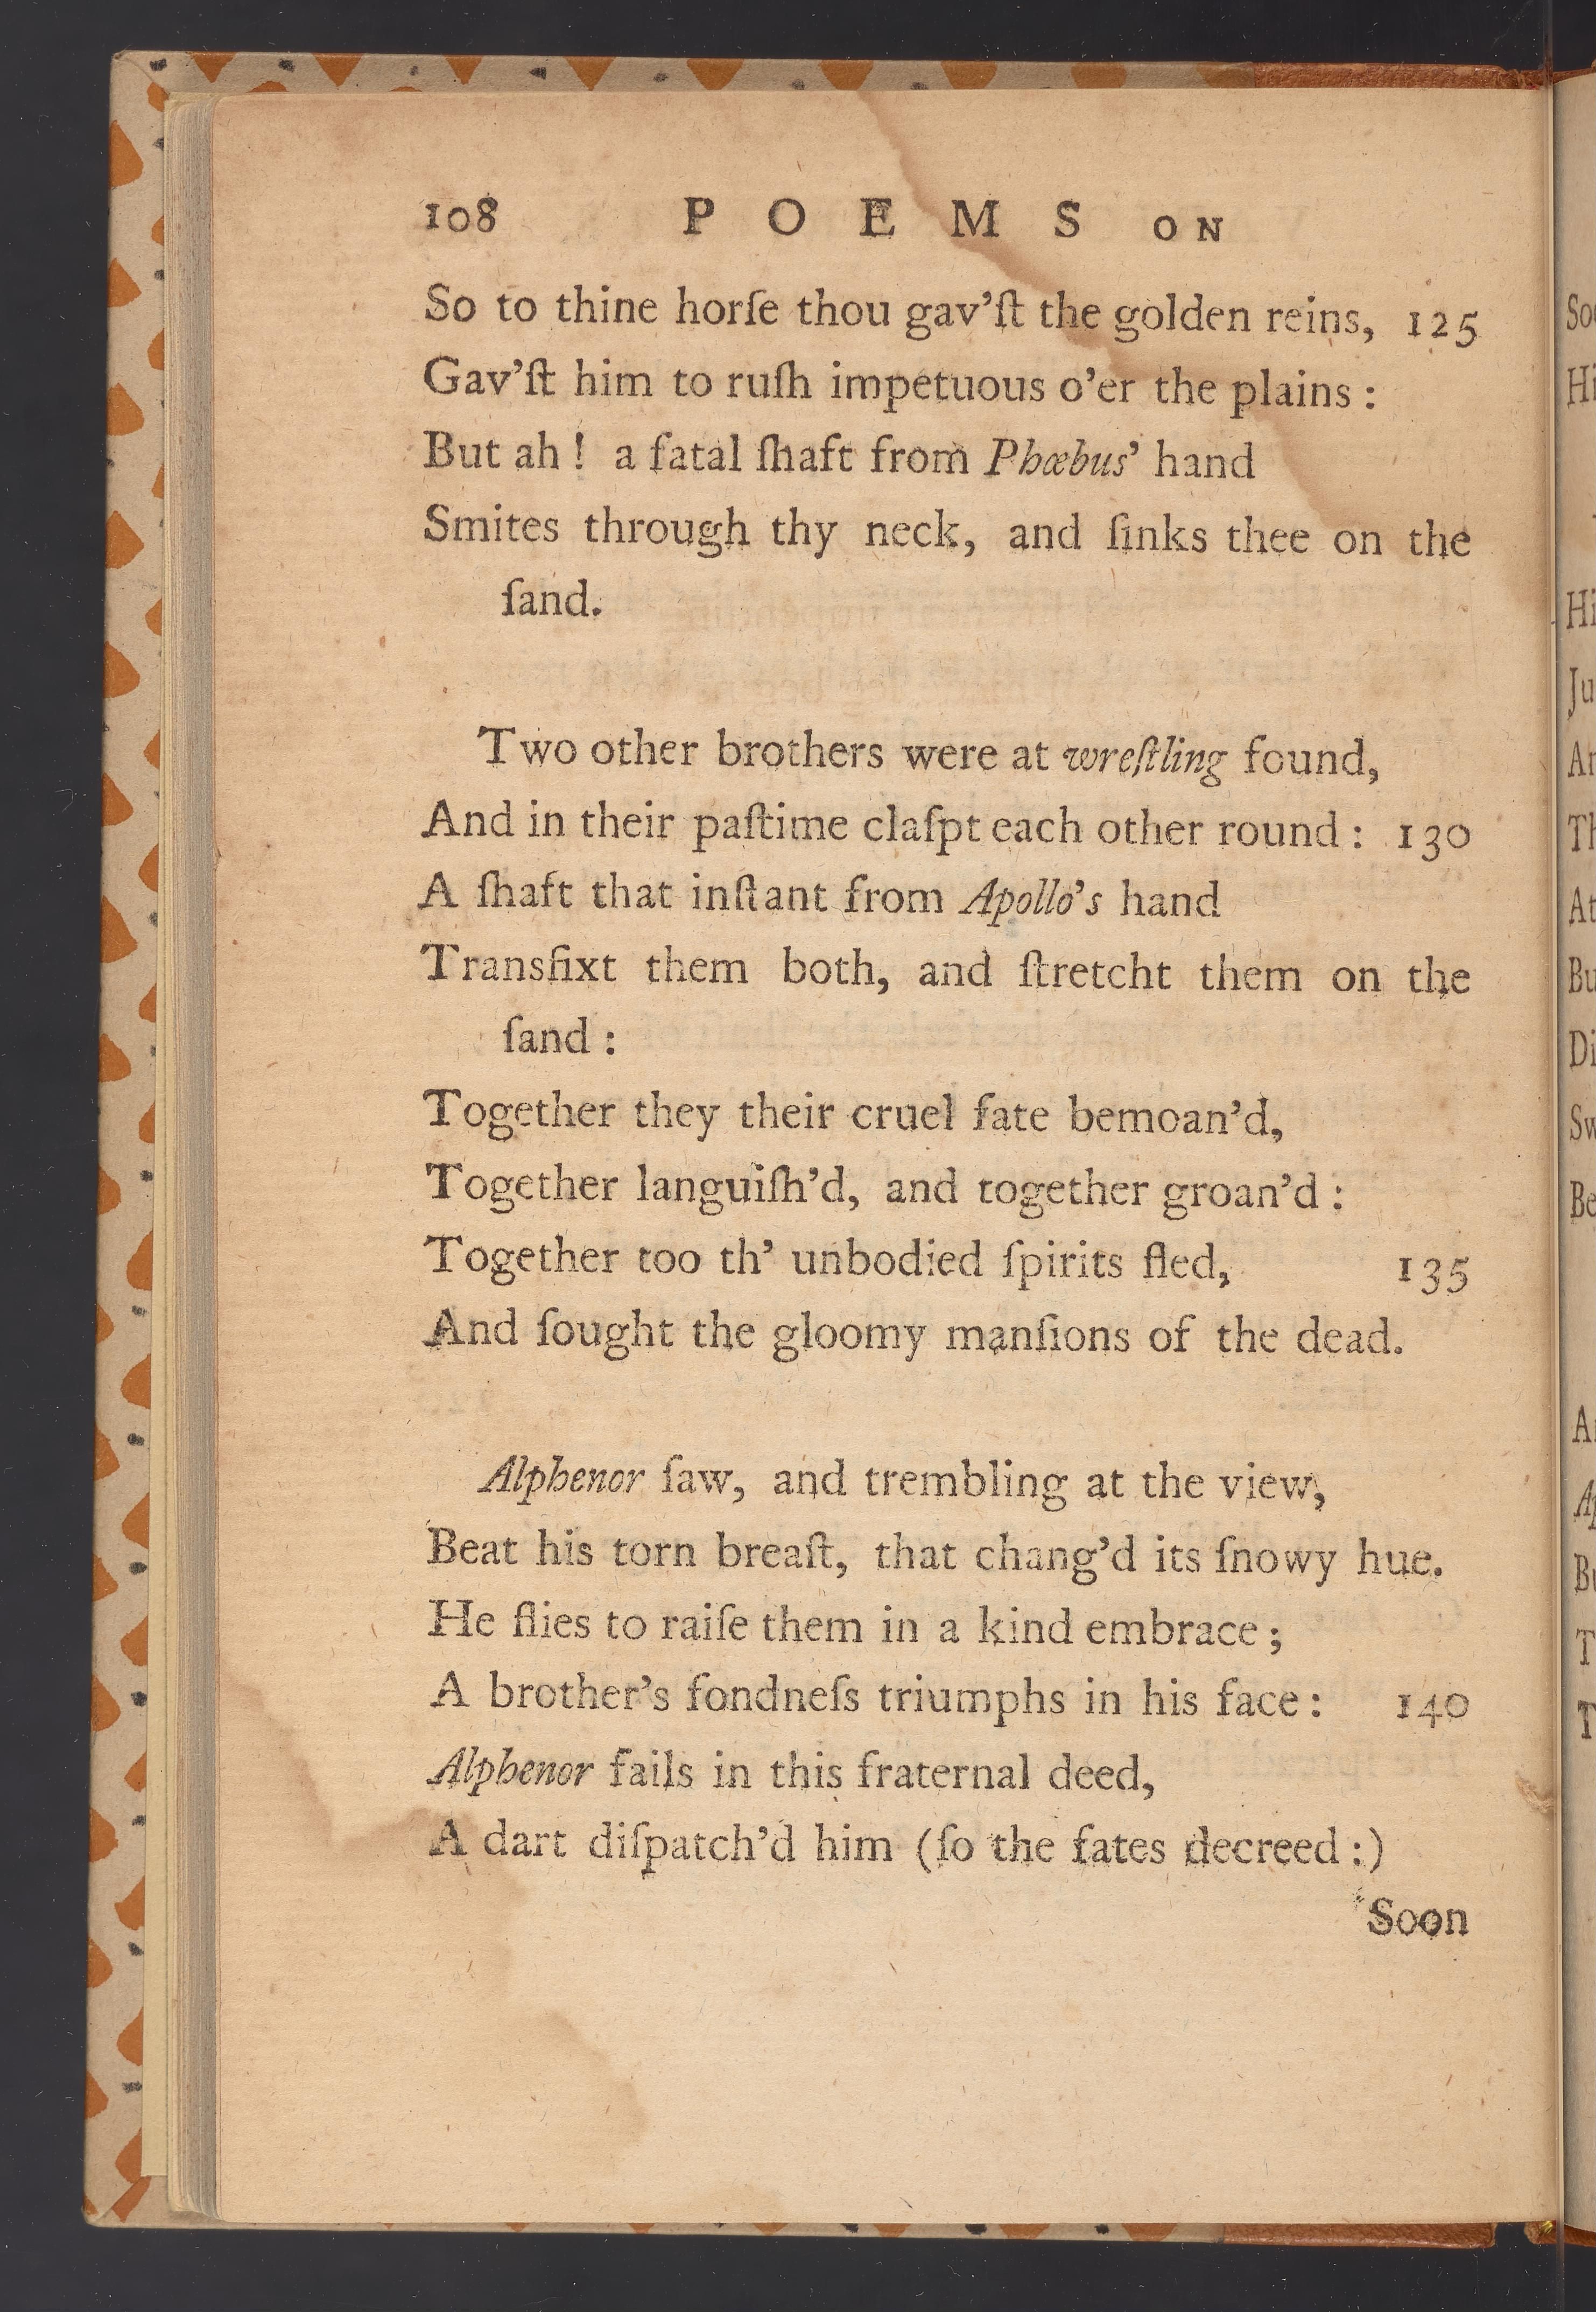 108 POEMS ON
So to thine horſe thou gav’ſt the golden reins, 125
Gav’ſt him to ruſh impetuous o’er the plains :
But ah ! a fatal ſhaft from Phœbus’ hand
Smites through thy neck, and ſinks thee on the
ſand.
Two other brothers were at wreſtling found,
And in their paſtime claſpt each other round : 130
A ſhaft that inſtant from Apollo’s hand
Transfixt them both, and ſtretcht them on the
ſand :
Together they their cruel fate bemoan’d,
Together languiſh’d, and together groan’d :
Together too th’ unbodied ſpirits fled, 135
And ſought the gloomy manſions of the dead.
Alphenor ſaw, and trembling at the view,
Beat his torn breaſt, that chang’d its ſnowy hue.
He flies to raiſe them in a kind embrace ;
A brother’s fondneſs triumphs in his face : 140
Alphenor fails in this fraternal deed,
A dart diſpatch’d him (ſo the fates decreed :)
Soon